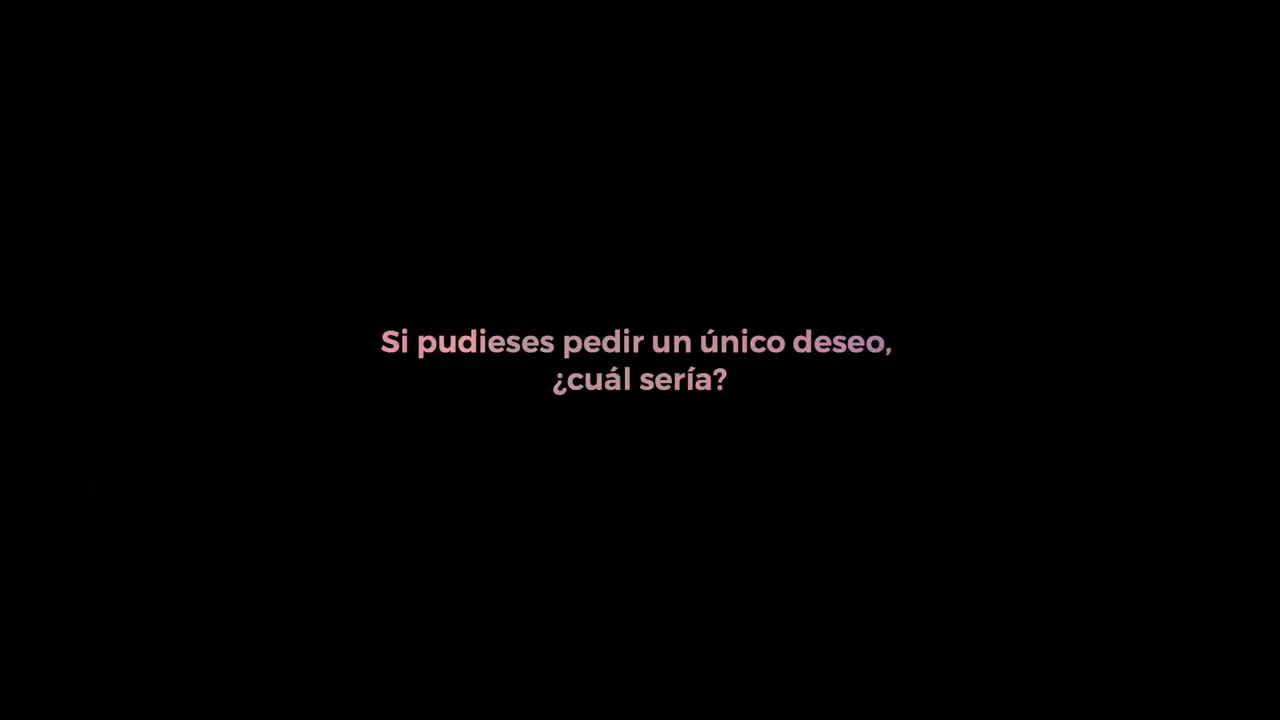 Si pudieses pedir un único deseo,
¿cuál sería?